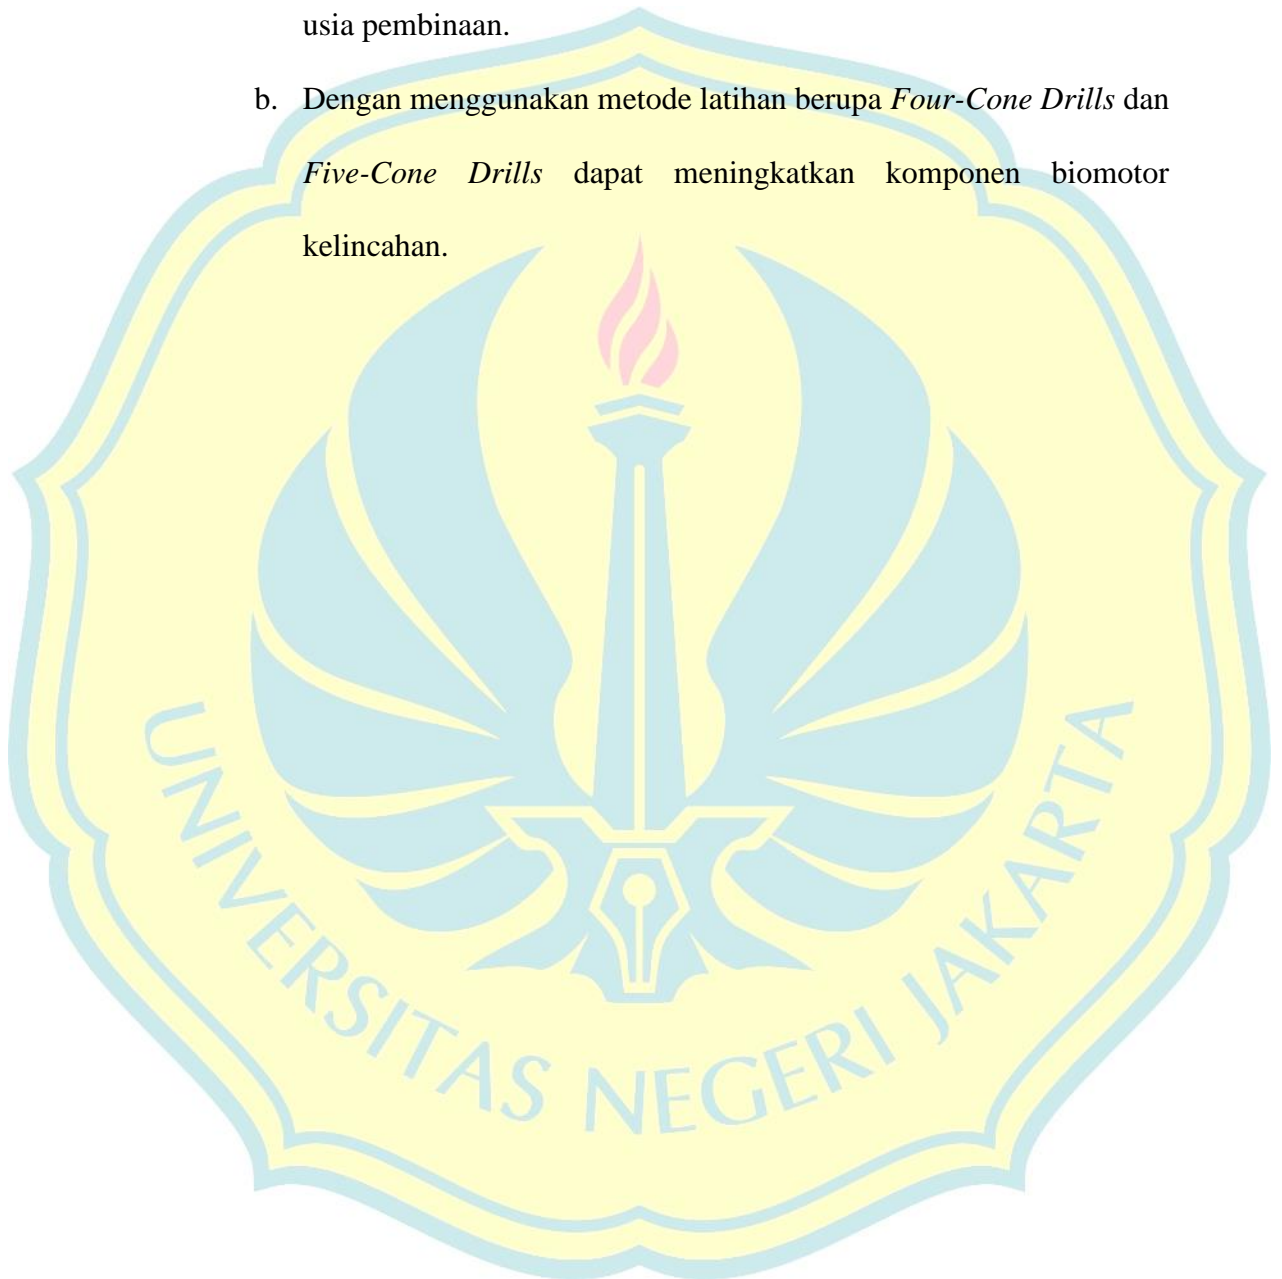 usia pembinaan.
b. Dengan menggunakan metode latihan berupa Four-Cone Drills dan
Five-Cone Drills dapat meningkatkan komponen biomotor
kelincahan.
UNIVERSITAS NEGERI JAKARTA